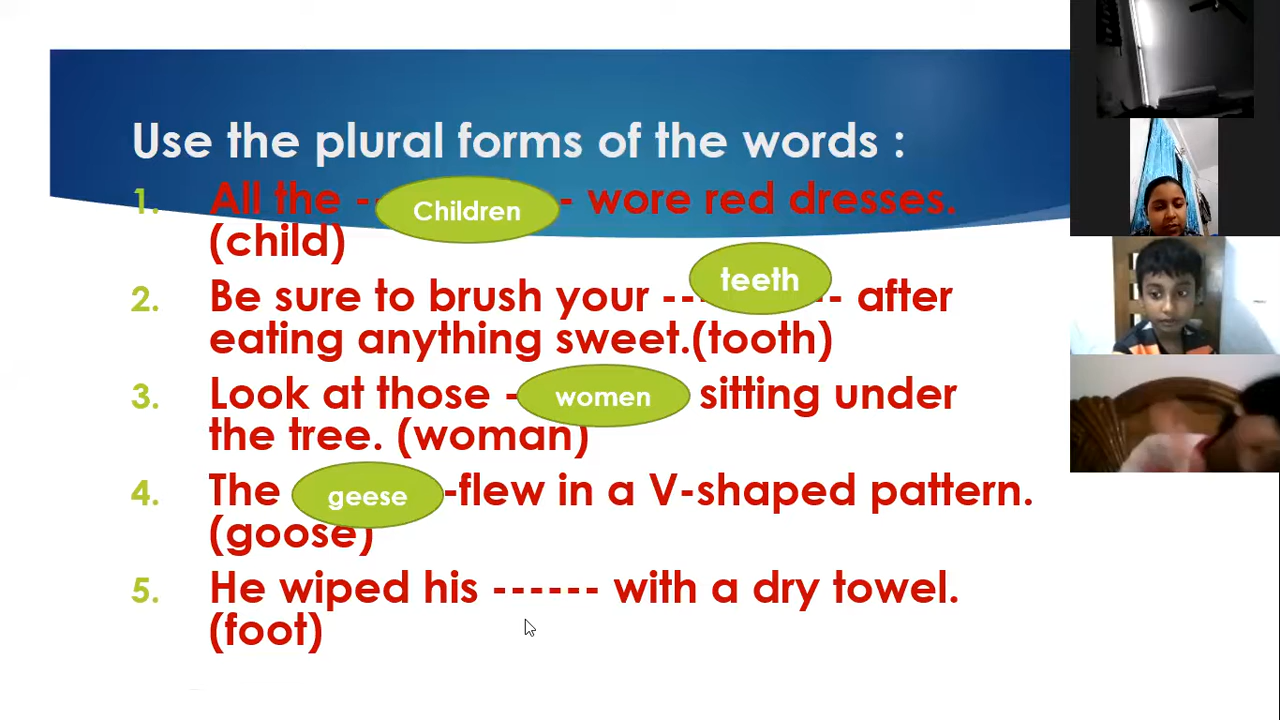 Use the plural forms of the words :
1. All the - Children - wore red dresses.
(child)
2. Be sure to brush your -- teeth - after
eating anything sweet.(tooth)
3. Look at those - women sitting under
the tree. (woman)
4. The geese -flew in a V-shaped pattern.
(goose)
5. He wiped his ------ with a dry towel.
(foot)